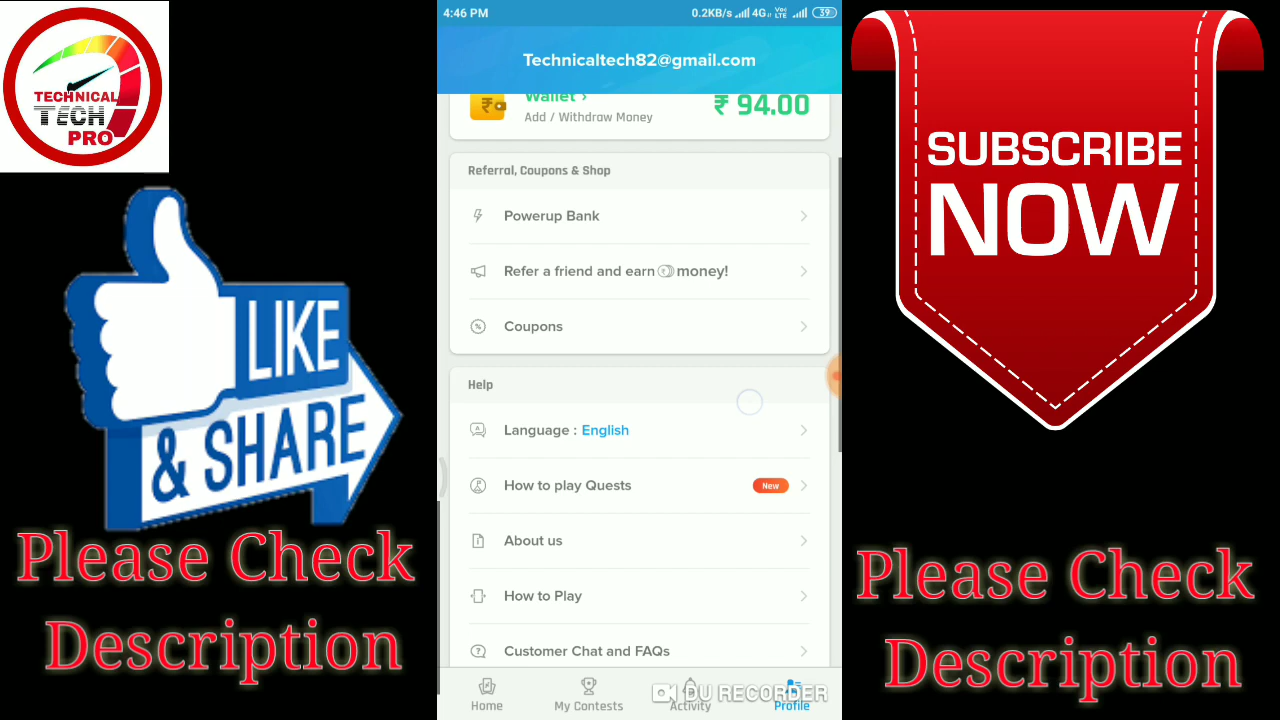 TECHNICAL
TECH
PRO
LIKE
& SHARE
Please Check
Description
4:46 PM
0.2KB/s 4G Vo LTE 39
Technicaltech82@gmail.com
Wallet >
₹ 94.00
Add / Withdraw Money
Referral, Coupons & Shop
Powerup Bank
Refer a friend and earn money!
Coupons
Help
Language : English
How to play Quests
New
About us
How to Play
Customer Chat and FAQs
Home
My Contests
Activity
Profile
DU RECORDER
SUBSCRIBE
NOW
Please Check
Description